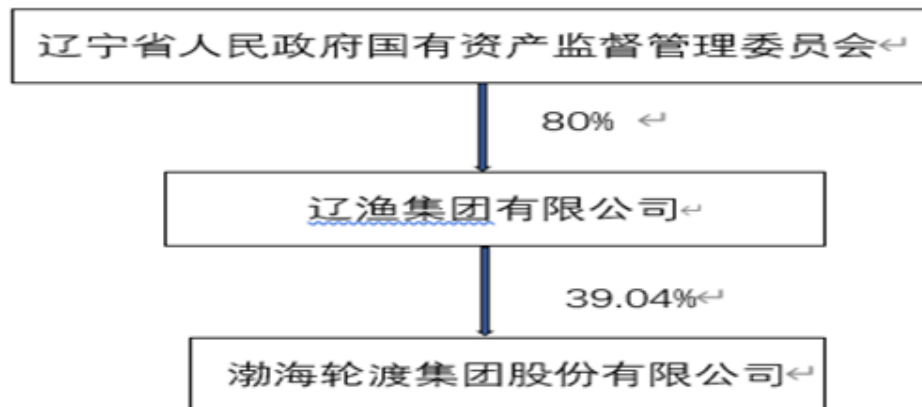 辽宁省人民政府国有资产监督管理委员会
80%
辽渔集团有限公司
39.04%
渤海轮渡集团股份有限公司